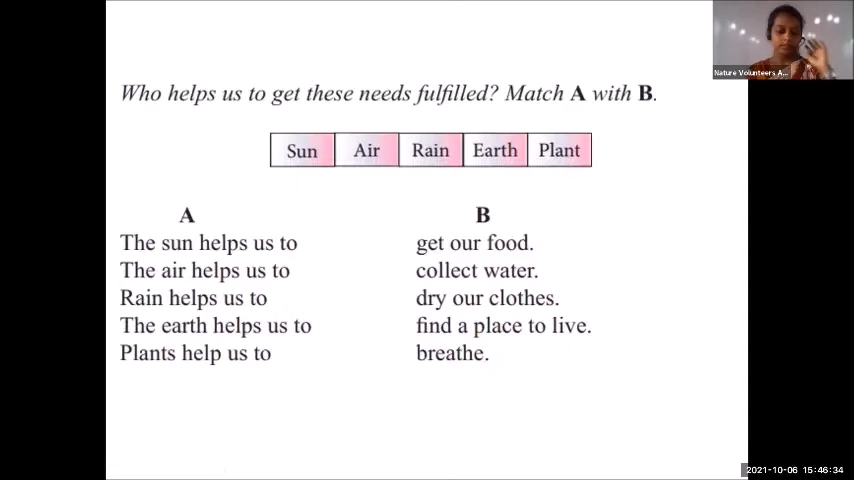 Nature Volunteers A...
Who helps us to get these needs fulfilled? Match A with B.
Sun Air Rain Earth Plant
A B
The sun helps us to get our food.
The air helps us to collect water.
Rain helps us to dry our clothes.
The earth helps us to find a place to live.
Plants help us to breathe.
2021-10-06 15:46:34